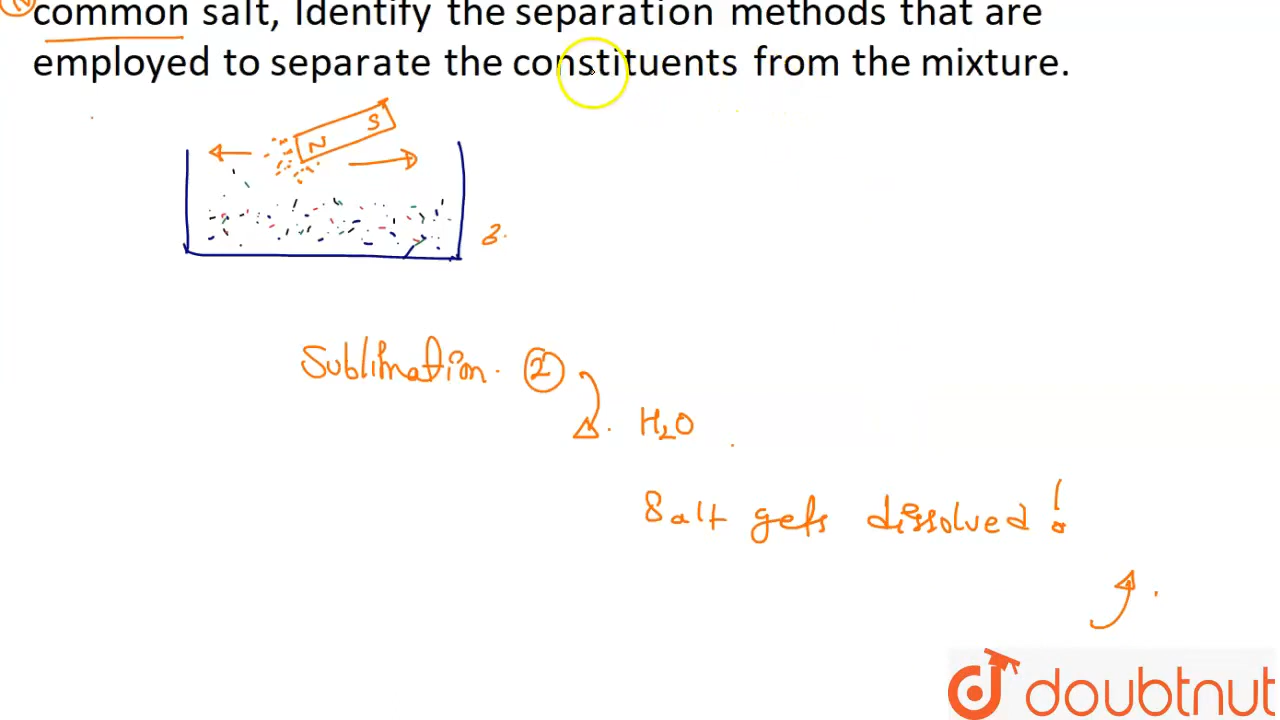 common salt, Identify the separation methods that are
employed to separate the constituents from the mixture.
N S
3.
Sublimation. 2
H2O
Salt gets dissolved!
doubtnut